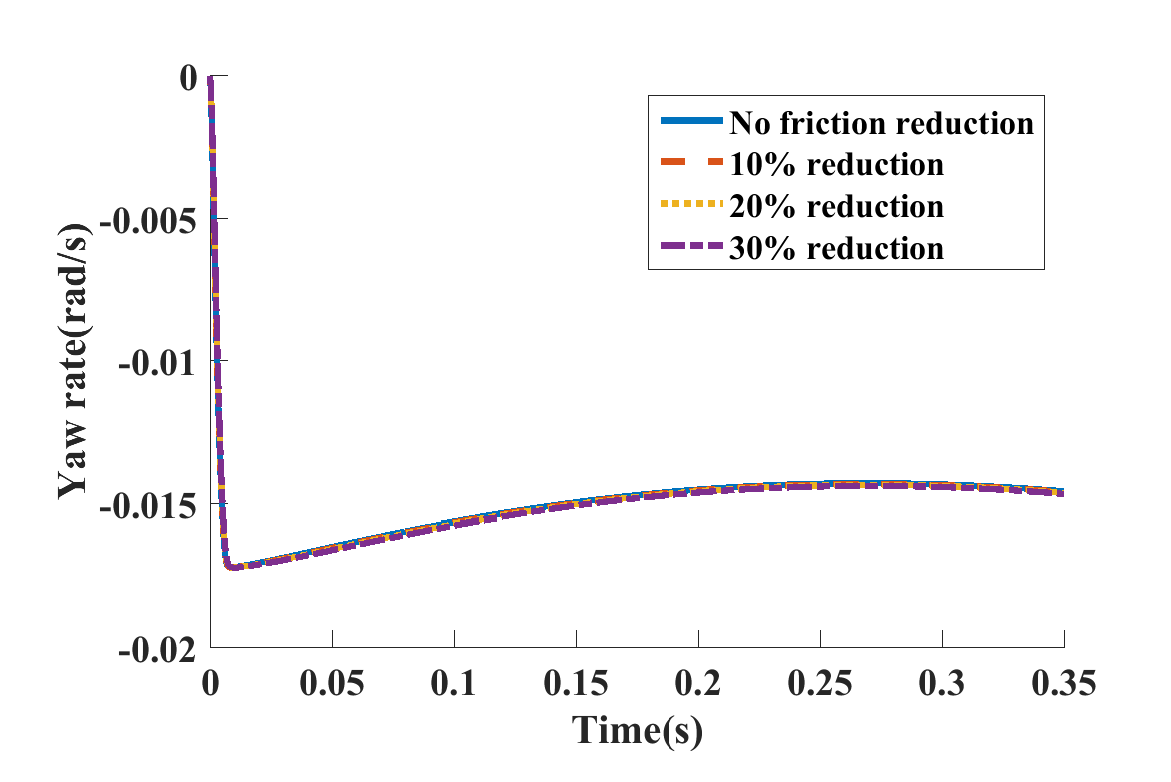 Yaw rate(rad/s)
0
-0.005
-0.01
-0.015
-0.02
No friction reduction
10% reduction
20% reduction
30% reduction
0 0.05 0.1 0.15 0.2 0.25 0.3 0.35
Time(s)